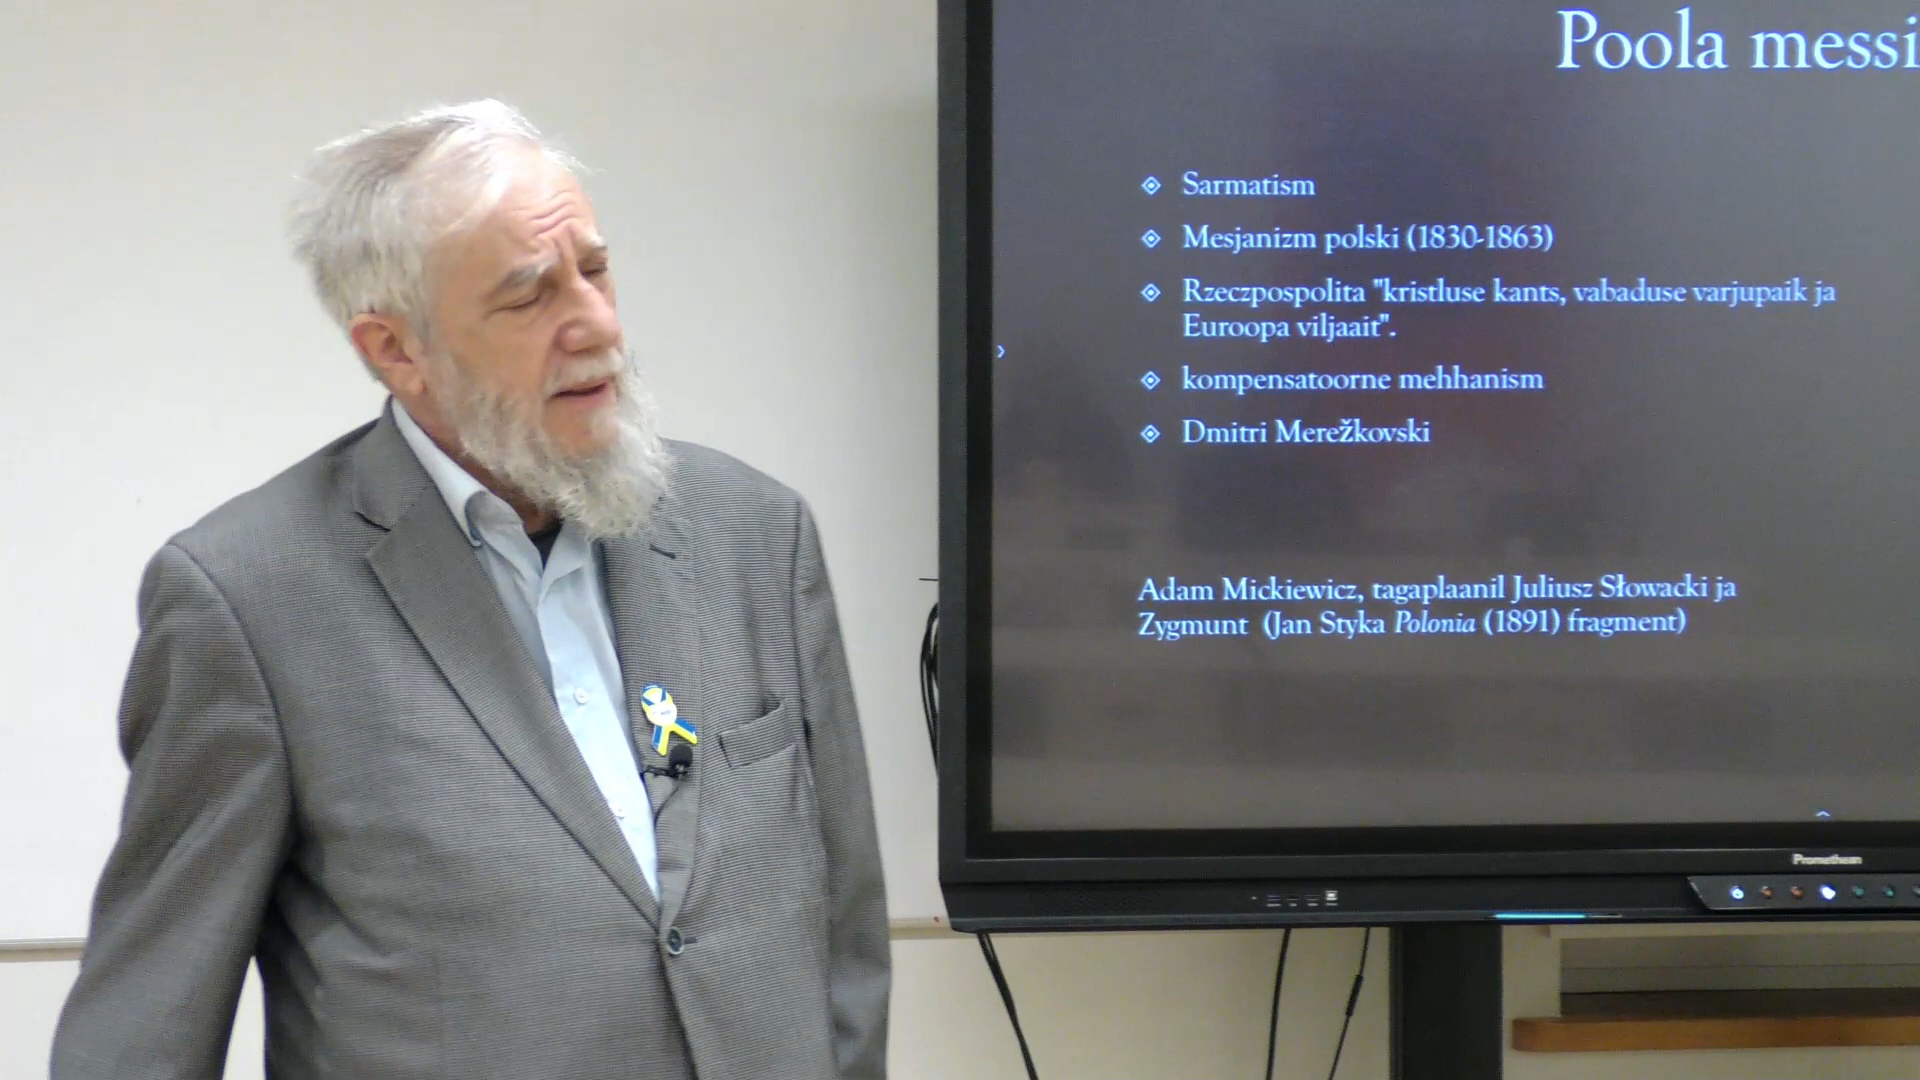 Poola messi
Sarmatism
Mesjanizm polski (1830-1863)
Rzeczpospolita "kristluse kants, vabaduse varjupaik ja
Euroopa viljaait".
kompensatoorne mehhanism
Dmitri Merežkovski
Adam Mickiewicz, tagaplaanil Juliusz Słowacki ja
Zygmunt (Jan Styka Polonia (1891) fragment)
Promethean